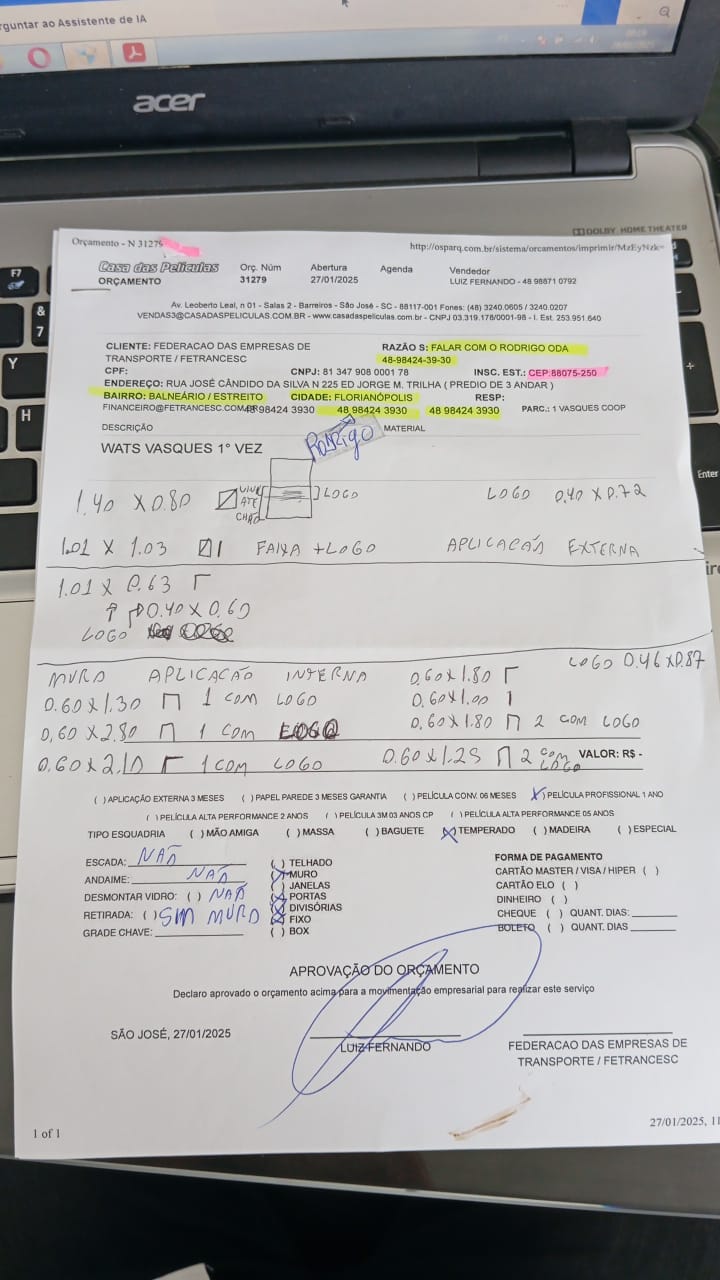 rguntar ao Assistente de IA
acer
DOLBY HOME THEATER
F7
&
7
Y
H
Enter
Orçamento - N 31279
http://osparq.com.br/sistema/orcamentos/imprimir/MzEyNzk=
Casa das Películas Orç. Núm Abertura Agenda Vendedor
ORÇAMENTO 31279 27/01/2025 LUIZ FERNANDO - 48 98871 0792
Av. Leoberto Leal, n 01 - Salas 2 - Barreiros - São José - SC - 88117-001 Fones: (48) 3240.0605 / 3240.0207
VENDAS3@CASADASPELICULAS.COM.BR - www.casadaspeliculas.com.br - CNPJ 03.319.178/0001-98 - I. Est. 253.951.640
CLIENTE: FEDERACAO DAS EMPRESAS DE RAZÃO S: FALAR COM O RODRIGO ODA
TRANSPORTE / FETRANCESC 48-98424-39-30
CPF: CNPJ: 81 347 908 0001 78 INSC. EST.: CEP:88075-250
ENDEREÇO: RUA JOSÉ CÂNDIDO DA SILVA N 225 ED JORGE M. TRILHA ( PREDIO DE 3 ANDAR )
BAIRRO: BALNEÁRIO / ESTREITO CIDADE: FLORIANÓPOLIS RESP:
FINANCEIRO@FETRANCESC.COM 48 98424 3930 48 98424 3930 48 98424 3930 PARC.: 1 VASQUES COOP
DESCRIÇÃO MATERIAL
RODRIGO
WATS VASQUES 1° VEZ
1.40 X 0.80 ATE CHÃO LOGO LOGO 0.40 X 0.72
1.01 X 1.03 1 FAIXA + LOGO APLICACAÕ EXTERNA
1.01 X 0.63
0.40 X 0.60
LOGO
MURO APLICAÇÃO INTERNA 0.60 X 1.80 LOGO 0.46 X 0.87
0.60 X 1.30 1 COM LOGO 0.60 X 1.00 1
0,60 X 2.80 1 COM LOGO 0.60 X 1.80 2 COM LOGO
0.60 X 2.10 1 COM LOGO 0.60 X 1.25 2 COM LOGO VALOR: R$ -
( ) APLICAÇÃO EXTERNA 3 MESES ( ) PAPEL PAREDE 3 MESES GARANTIA ( ) PELÍCULA CONV. 06 MESES (X) PELÍCULA PROFISSIONAL 1 ANO
( ) PELÍCULA ALTA PERFORMANCE 2 ANOS ( ) PELÍCULA 3M 03 ANOS CP ( ) PELÍCULA ALTA PERFORMANCE 05 ANOS
TIPO ESQUADRIA ( ) MÃO AMIGA ( ) MASSA ( ) BAGUETE (X) TEMPERADO ( ) MADEIRA ( ) ESPECIAL
ESCADA: NÃO ( ) TELHADO FORMA DE PAGAMENTO
ANDAIME: NÃO (X) MURO CARTÃO MASTER / VISA / HIPER ( )
DESMONTAR VIDRO: ( ) NAÕ ( ) JANELAS CARTÃO ELO ( )
RETIRADA: ( ) SIM MURO (X) PORTAS DINHEIRO ( )
GRADE CHAVE: (X) DIVISÓRIAS CHEQUE ( ) QUANT. DIAS:
(X) FIXO BOLETO ( ) QUANT. DIAS
( ) BOX
APROVAÇÃO DO ORÇAMENTO
Declaro aprovado o orçamento acima para a movimentação empresarial para realizar este serviço
SÃO JOSÉ, 27/01/2025
LUIZ FERNANDO FEDERACAO DAS EMPRESAS DE
TRANSPORTE / FETRANCESC
1 of 1 27/01/2025, 11